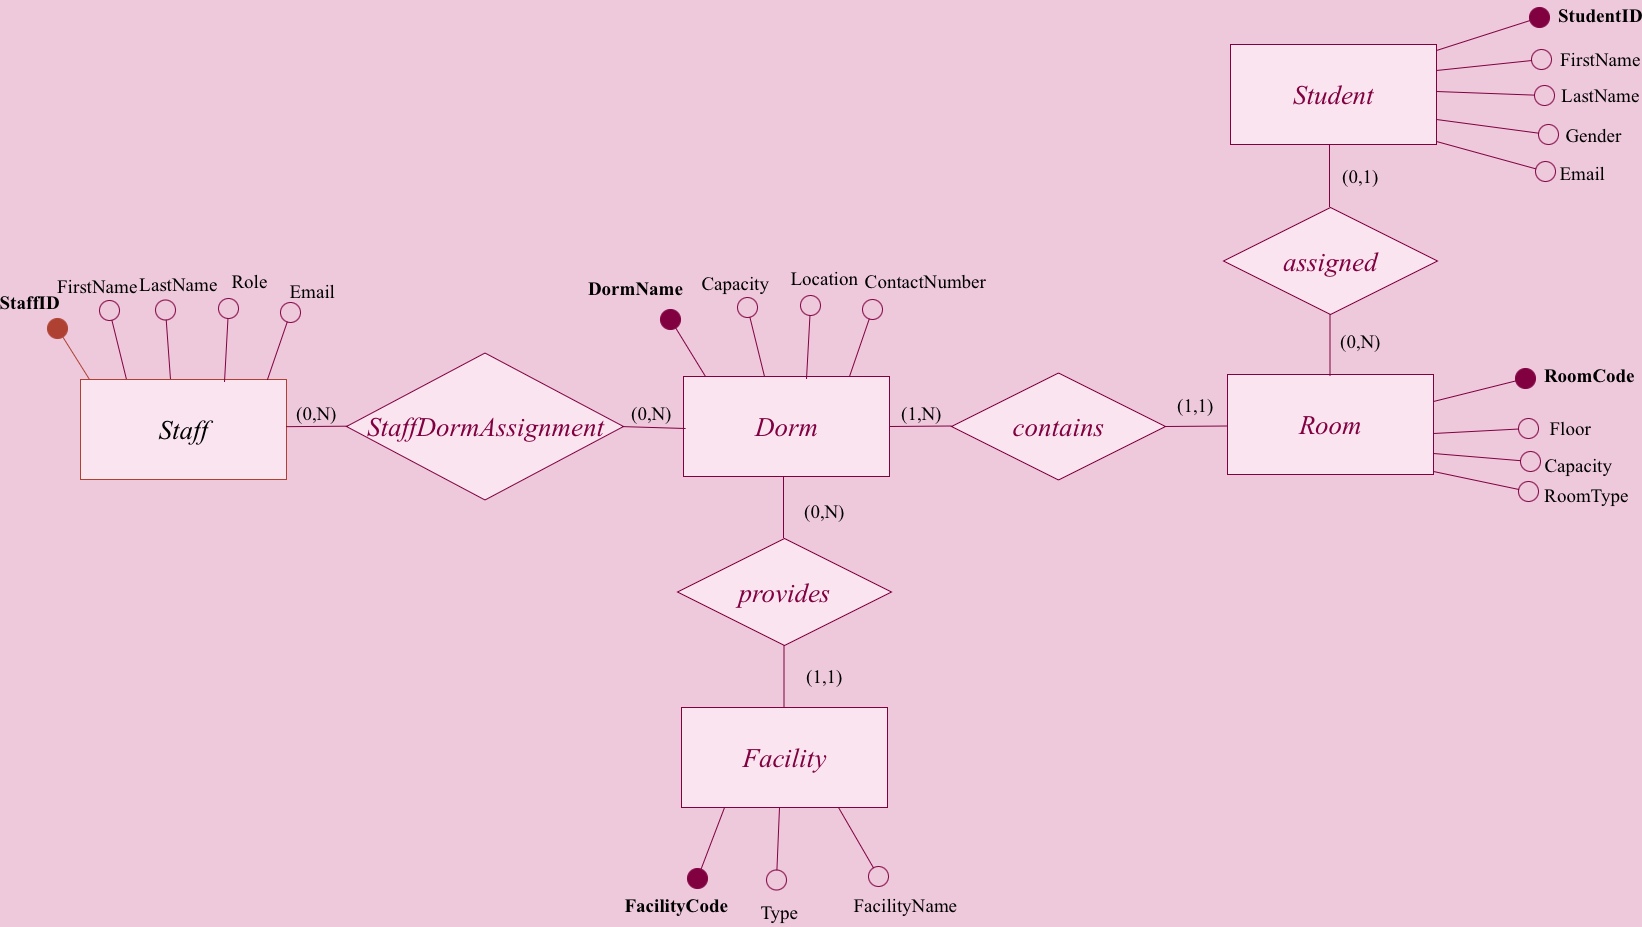 StudentID
FirstName
LastName
Gender
Email
Student
(0,1)
assigned
(0,N)
StaffID
FirstName
LastName
Role
Email
Staff
(0,N)
StaffDormAssignment
(0,N)
DormName
Capacity
Location
ContactNumber
Dorm
(1,N)
contains
(1,1)
Room
RoomCode
Floor
Capacity
RoomType
(0,N)
provides
(1,1)
Facility
FacilityCode
Type
FacilityName